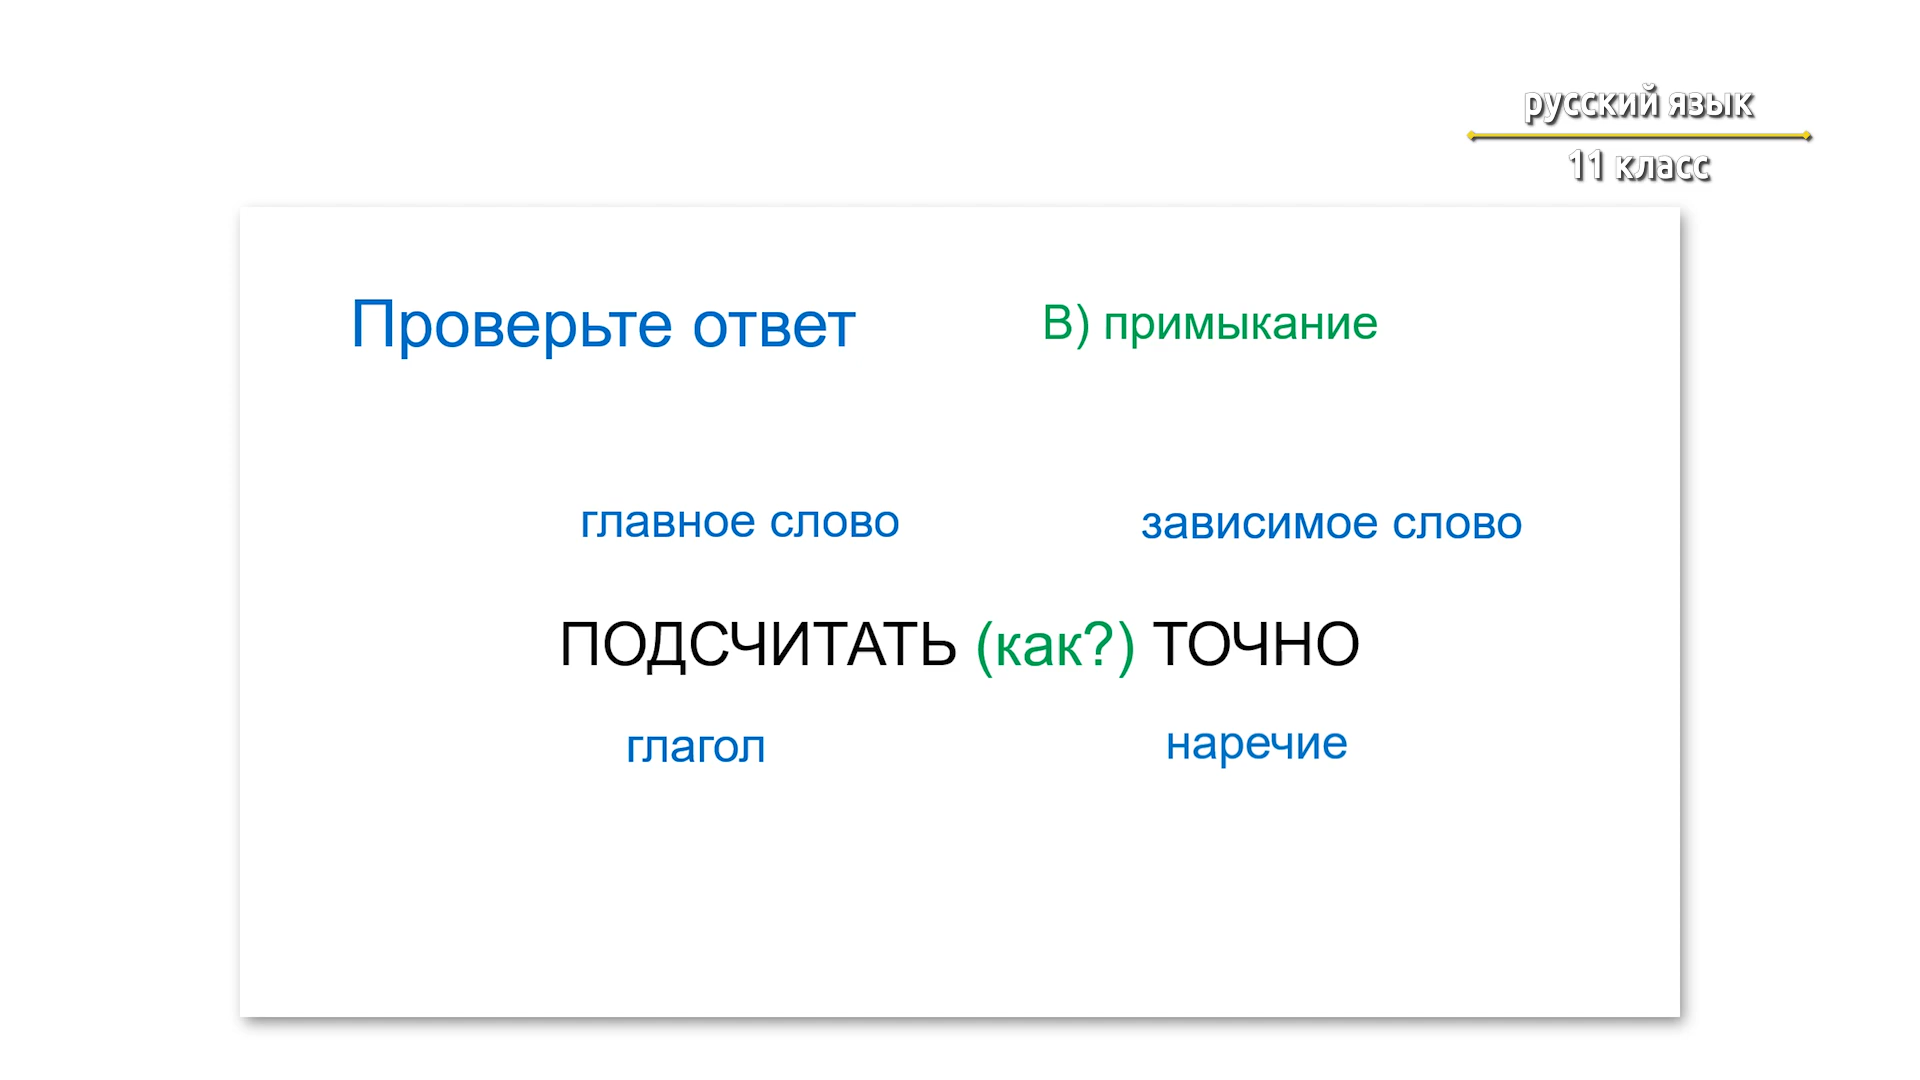 русский язык
11 класс
Проверьте ответ
В) примыкание
главное слово
зависимое слово
ПОДСЧИТАТЬ (как?) ТОЧНО
глагол
наречие